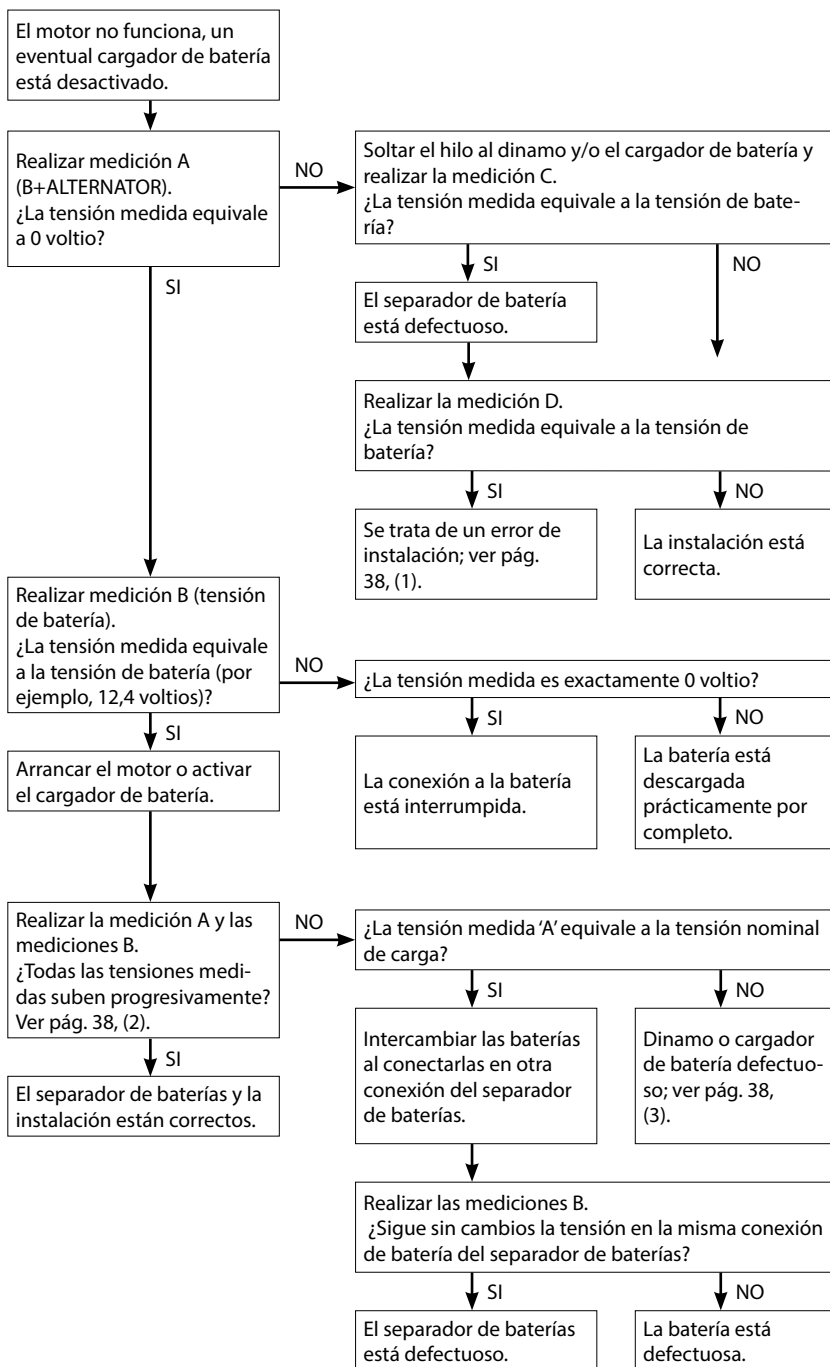 El motor no funciona, un
eventual cargador de batería
está desactivado.
Realizar medición A
(B+ALTERNATOR).
¿La tensión medida equivale
a 0 voltio?
NO
Soltar el hilo al dinamo y/o el cargador de batería y
realizar la medición C.
¿La tensión medida equivale a la tensión de bate-
ría?
SI
SI
NO
El separador de batería
está defectuoso.
Realizar la medición D.
¿La tensión medida equivale a la tensión de
batería?
SI
NO
Se trata de un error de
instalación; ver pág.
38, (1).
La instalación está
correcta.
Realizar medición B (tensión
de batería).
¿La tensión medida equivale
a la tensión de batería (por
ejemplo, 12,4 voltios)?
NO
¿La tensión medida es exactamente 0 voltio?
SI
SI
NO
Arrancar el motor o activar
el cargador de batería.
La conexión a la batería
está interrumpida.
La batería está
descargada
prácticamente por
completo.
Realizar la medición A y las
mediciones B.
¿Todas las tensiones medi-
das suben progresivamente?
Ver pág. 38, (2).
NO
¿La tensión medida ‘A’ equivale a la tensión nominal
de carga?
SI
SI
NO
El separador de baterías y la
instalación están correctos.
Intercambiar las baterías
al conectarlas en otra
conexión del separador
de baterías.
Dinamo o cargador
de batería defectuo-
so; ver pág. 38,
(3).
Realizar las mediciones B.
¿Sigue sin cambios la tensión en la misma conexión
de batería del separador de baterías?
SI
NO
El separador de baterías
está defectuoso.
La batería está
defectuosa.